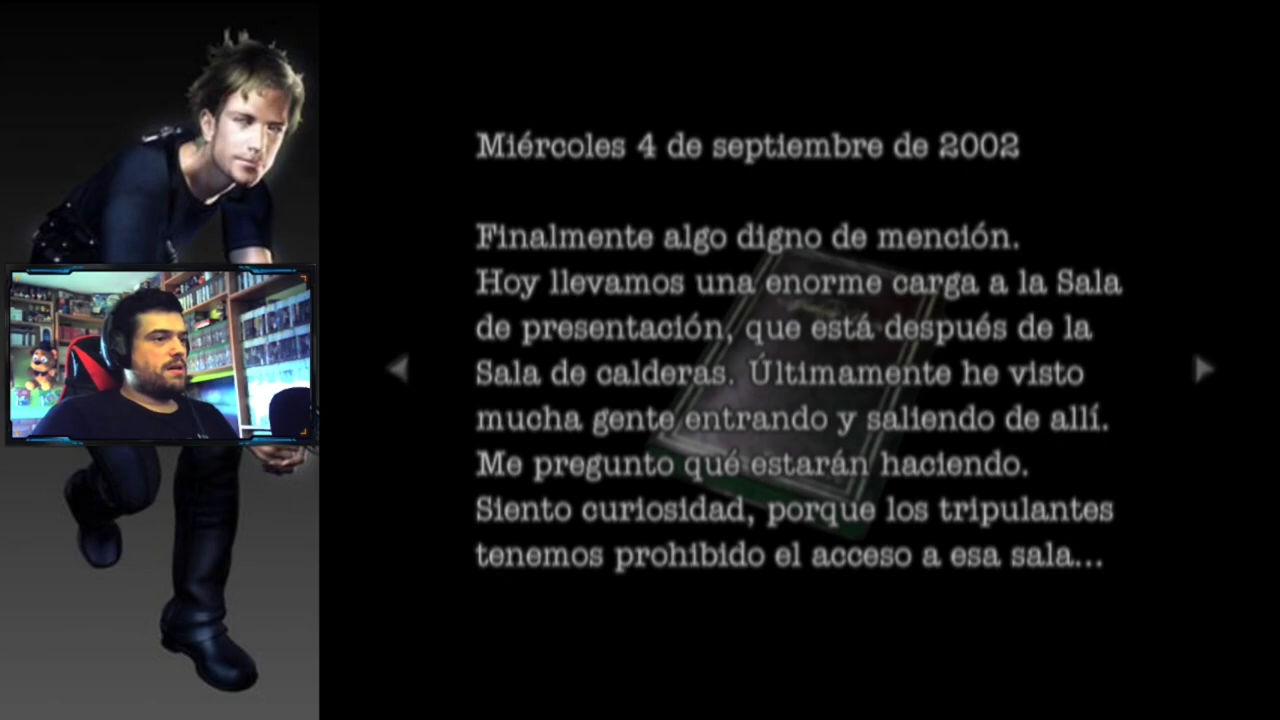 Miércoles 4 de septiembre de 2002
Finalmente algo digno de mención.
Hoy llevamos una enorme carga a la Sala
de presentación, que está después de la
Sala de calderas. Últimamente he visto
mucha gente entrando y saliendo de allí.
Me pregunto qué estarán haciendo.
Siento curiosidad, porque los tripulantes
tenemos prohibido el acceso a esa sala...